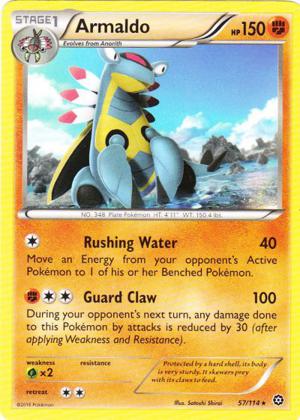 STAGE1
Armaldo
HP150
Evolves from Anorith
NO. 348 Plate Pokémon HT. 4'11" WT. 150.4 lbs.
Rushing Water 40
Move an Energy from your opponent's Active
Pokémon to 1 of his or her Benched Pokémon.
Guard Claw 100
During your opponent's next turn, any damage done
to this Pokémon by attacks is reduced by 30 (after
applying Weakness and Resistance).
weakness resistance
×2
retreat
Protected by a hard shell, its body
is very sturdy. It skewers prey
with its claws to feed.
©2016 Pokémon
Illus. Satoshi Shirai
57/114★